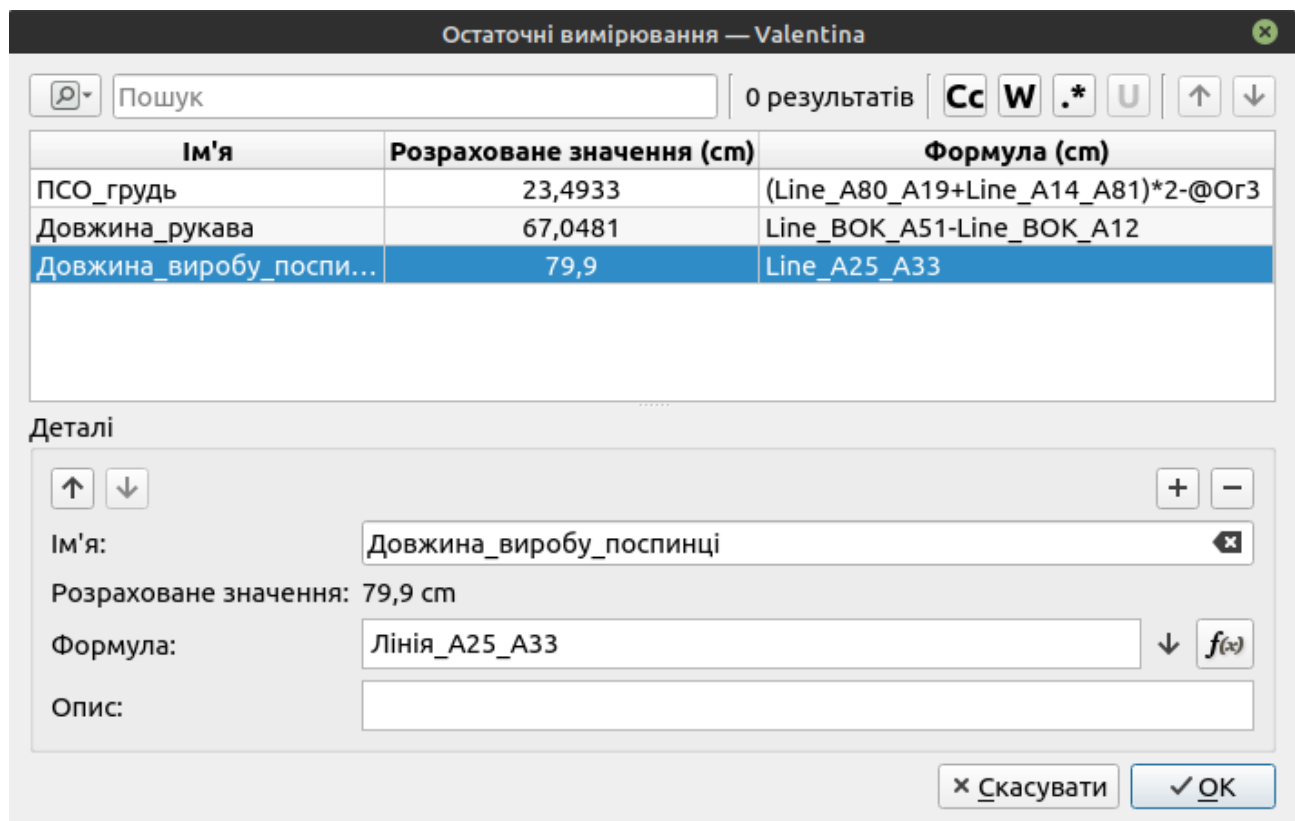 Остаточні вимірювання — Valentina
Пошук 0 результатів Cc W .* U
Ім'я Розраховане значення (cm) Формула (cm)
ПСО_грудь 23,4933 (Line_A80_A19+Line_A14_A81)*2-@Ог3
Довжина_рукава 67,0481 Line_ВОК_A51-Line_ВОК_A12
Довжина_виробу_поспи... 79,9 Line_A25_A33
Деталі
Ім'я: Довжина_виробу_поспинці
Розраховане значення: 79,9 cm
Формула: Лінія_A25_A33 f(x)
Опис:
Скасувати OK